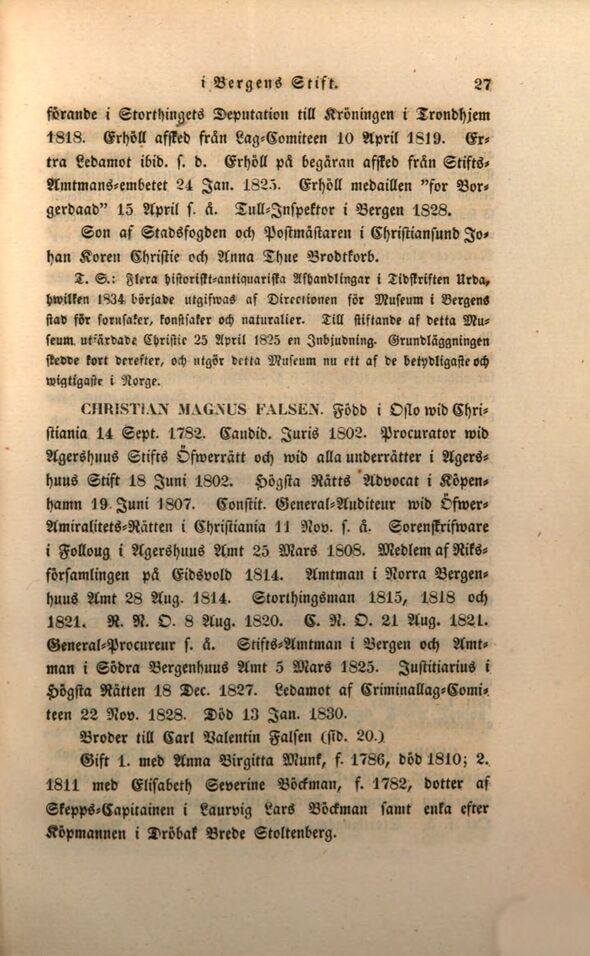 i Bergens Stift. 27
förande i Storthingets Deputation till Kröningen i Trondhjem
1818. Erhöll afsked från Lag-Comiteen 10 April 1819. Ex-
tra Ledamot ibid. s. d. Erhöll på begäran afsked från Stifts-
Amtmans-embetet 24 Jan. 1825. Erhöll medaillen "for Bor-
gerdaad" 15 April s. å. Tull-Inspektor i Bergen 1828.
Son af Stadsfogden och Postmästaren i Christiansund Jo-
han Koren Christie och Anna Thue Brodtkorb.
T. S.: Flera historiskt-antiquariska Afhandlingar i Tidskriften Urda,
hwilken 1834 började utgifwas af Directionen för Museum i Bergens
stad för fornsaker, konstsaker och naturalier. Till stiftande af detta Mu-
seum utfärdade Christie 25 April 1825 en Inbjudning. Grundläggningen
skedde kort derefter, och utgör detta Museum nu ett af de betydligaste och
wigtigaste i Norge.
CHRISTIAN MAGNUS FALSEN. Född i Oslo wid Chri-
stiania 14 Sept. 1782. Candid. Juris 1802. Procurator wid
Agershuus Stifts Öfwerrätt och wid alla underrätter i Agers-
huus Stift 18 Juni 1802. Högsta Rätts Advocat i Köpen-
hamn 19 Juni 1807. Constit. General-Auditeur wid Öfwer-
Amiralitets-Rätten i Christiania 11 Nov. s. å. Sorenskrifware
i Folloug i Agershuus Amt 25 Mars 1808. Medlem af Riks-
församlingen på Eidsvold 1814. Amtman i Norra Bergen-
huus Amt 28 Aug. 1814. Storthingsman 1815, 1818 och
1821. R. N. O. 8 Aug. 1820. C. N. O. 21 Aug. 1821.
General-Procureur s. å. Stifts-Amtman i Bergen och Amt-
man i Södra Bergenhuus Amt 5 Mars 1825. Justitiarius i
Högsta Rätten 18 Dec. 1827. Ledamot af Criminallag-Comi-
teen 22 Nov. 1828. Död 13 Jan. 1830.
Broder till Carl Valentin Falsen (sid. 20.)
Gift 1. med Anna Birgitta Munk, f. 1786, död 1810; 2.
1811 med Elisabeth Severine Böckman, f. 1782, dotter af
Skepps-Capitainen i Laurvig Lars Böckman samt enka efter
Köpmannen i Dröbak Brede Stoltenberg.